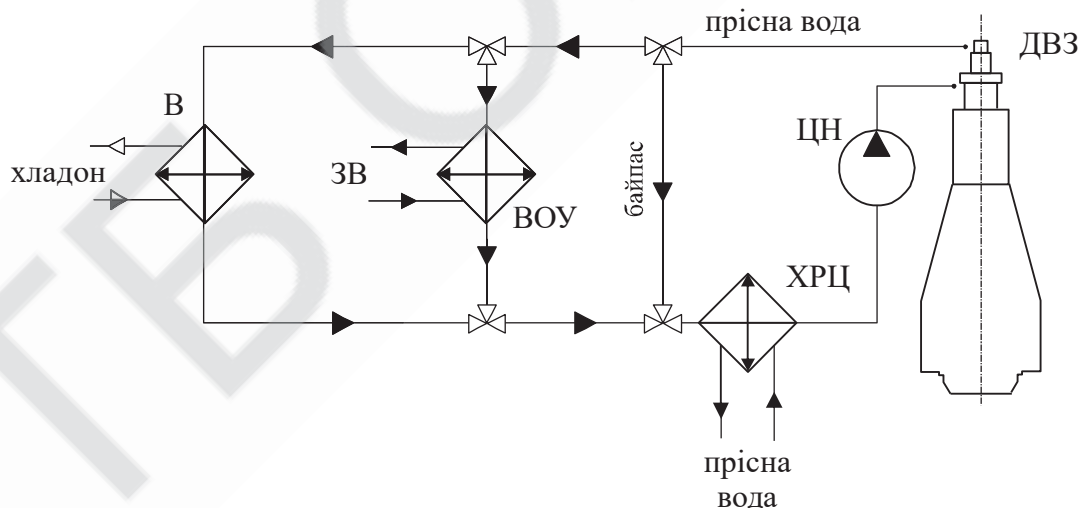 прісна вода
ДВЗ
В
ЦН
хладон
ЗВ
ВОУ
байпас
ХРЦ
прісна
вода